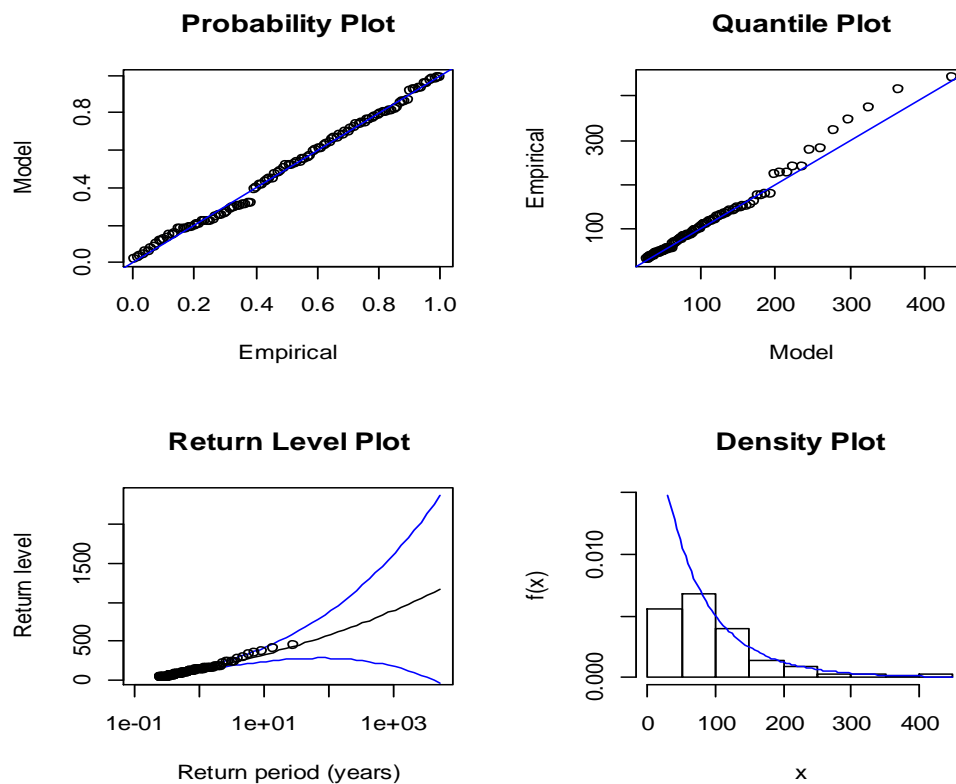 Probability Plot
Model
0.0 0.4 0.8
0.0 0.2 0.4 0.6 0.8 1.0
Empirical
Quantile Plot
Empirical
100 300
100 200 300 400
Model
Return Level Plot
Return level
0 500 1500
1e-01 1e+01 1e+03
Return period (years)
Density Plot
f(x)
0.000 0.010
0 100 200 300 400
x